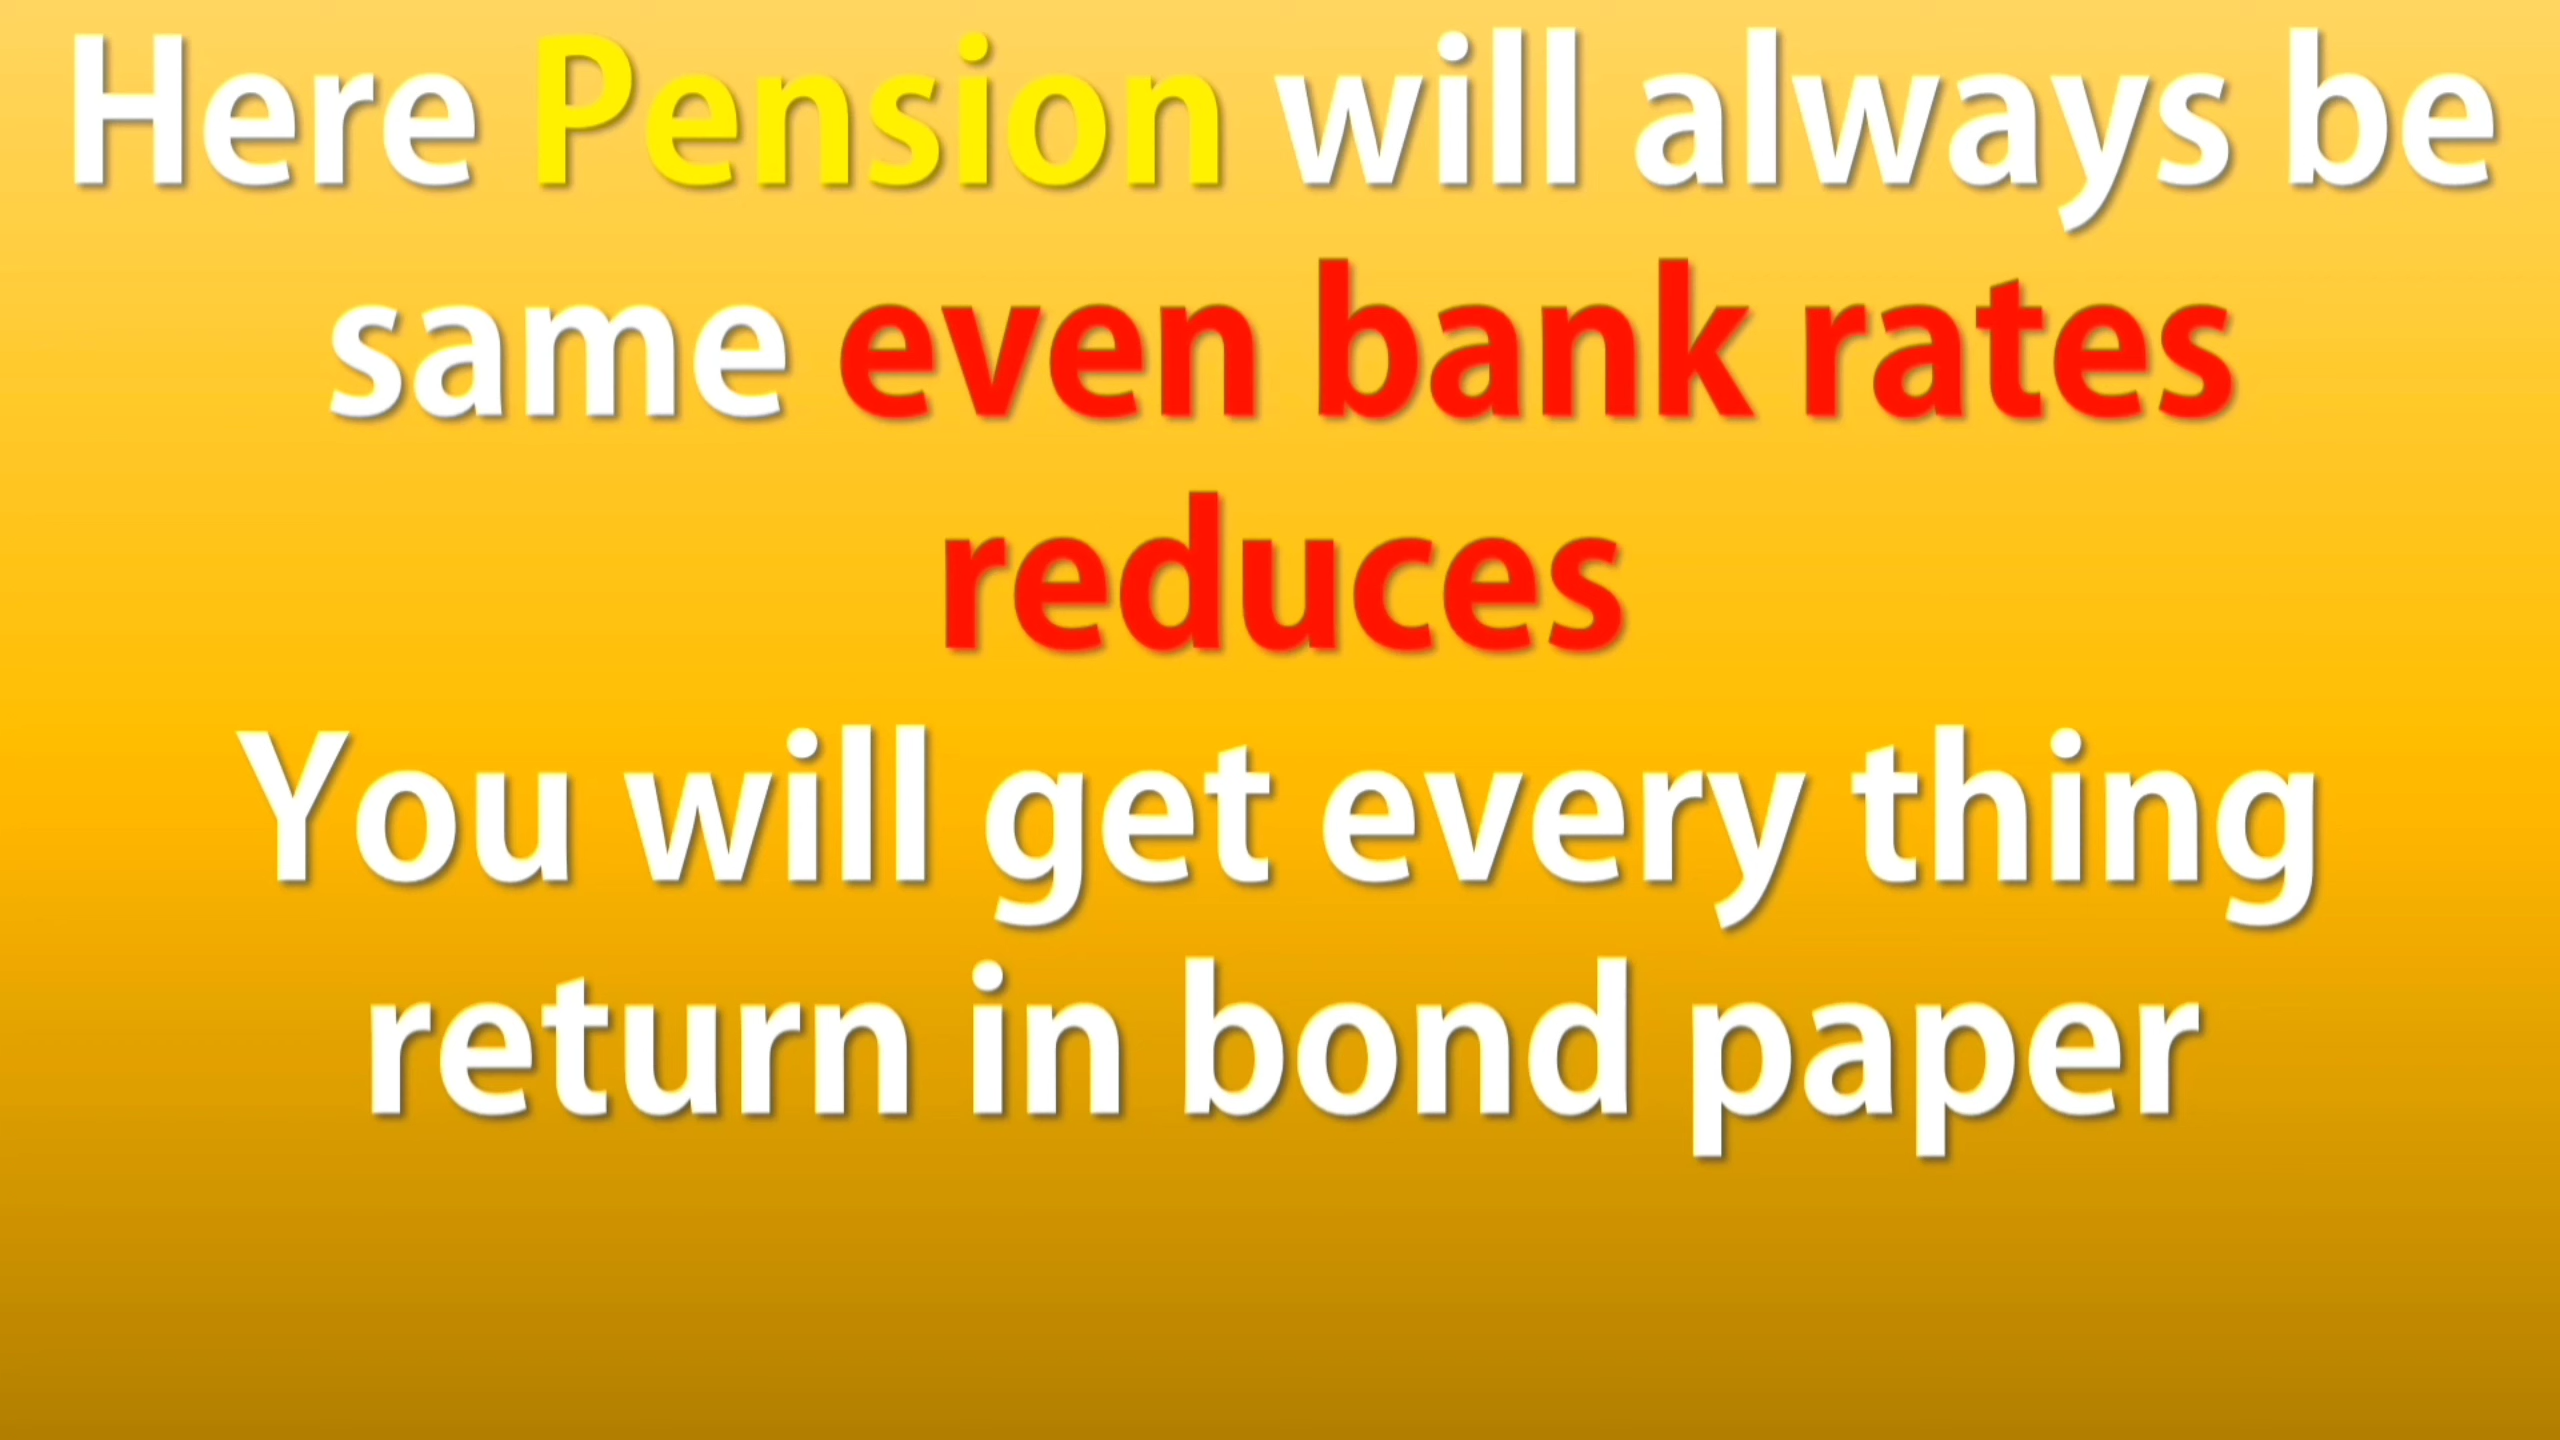 Here Pension will always be
same even bank rates
reduces
You will get every thing
return in bond paper